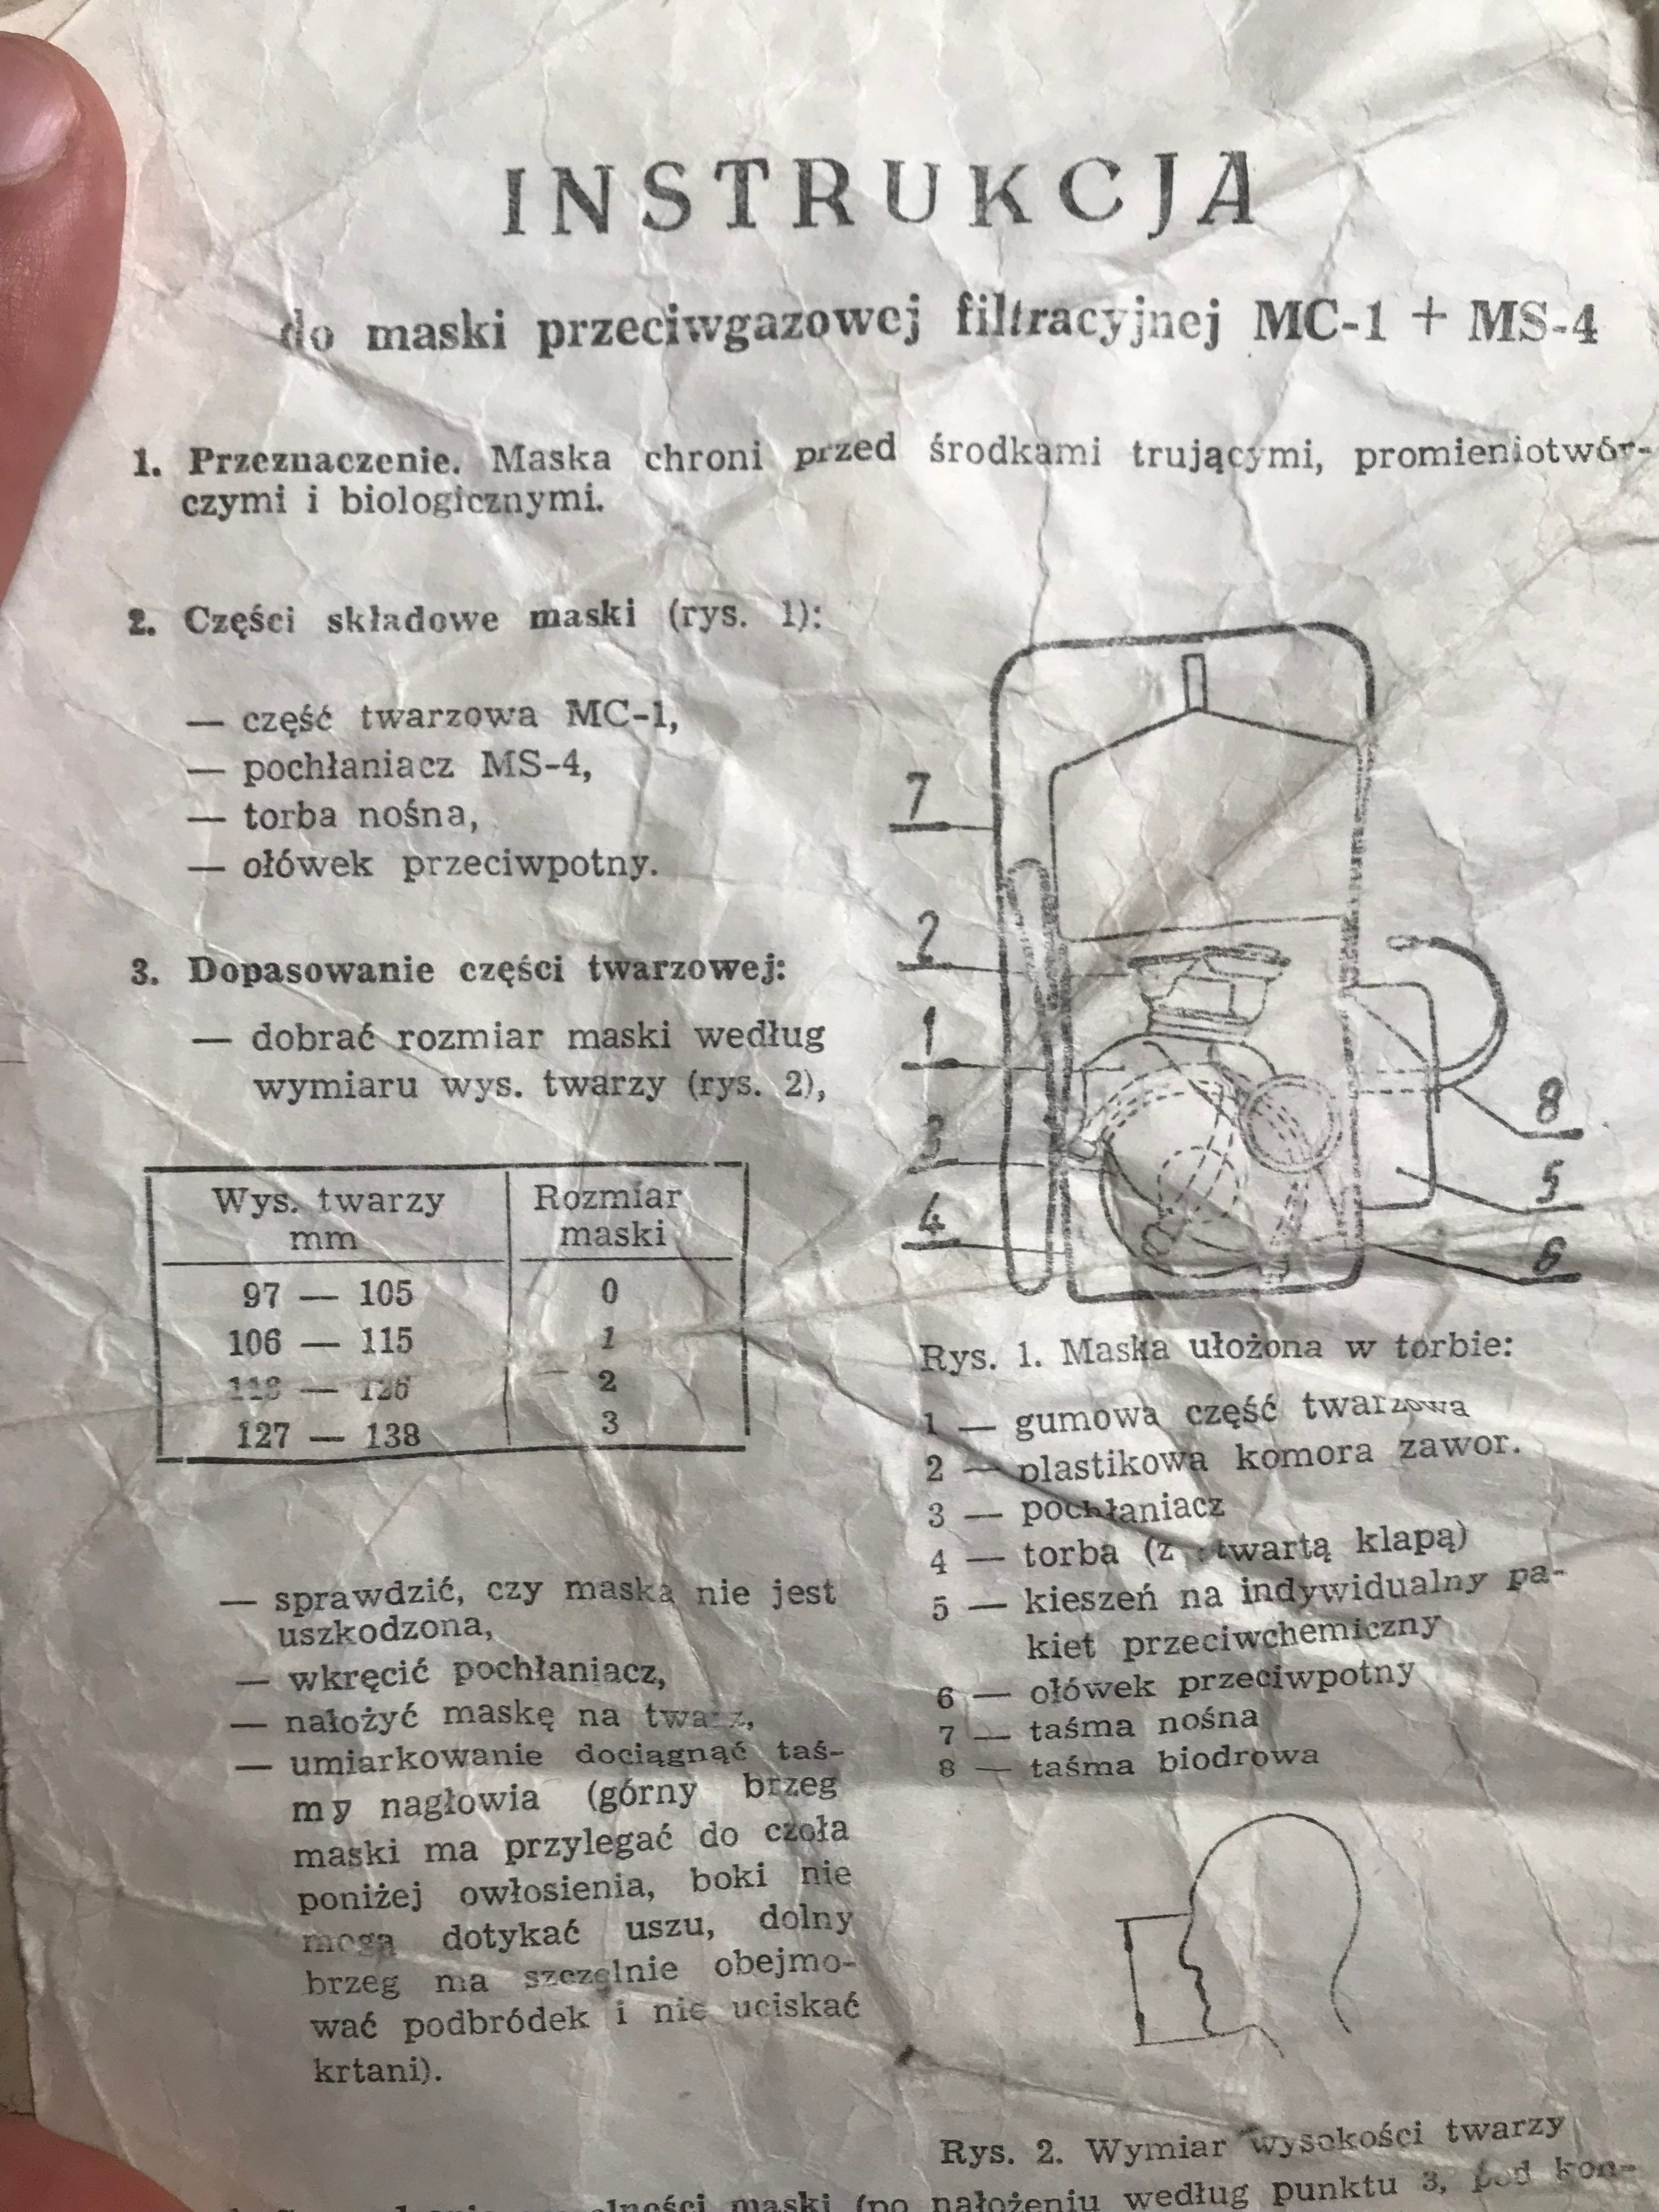 INSTRUKCJA
do maski przeciwgazowej filtracyjnej MC-1 + MS-4
1. Przeznaczenie. Maska chroni przed środkami trującymi, promieniotwór-
czymi i biologicznymi.
2. Części składowe maski (rys. 1):
— część twarzowa MC-1,
— pochłaniacz MS-4,
— torba nośna,
— ołówek przeciwpotny.
3. Dopasowanie części twarzowej:
— dobrać rozmiar maski według
wymiaru wys. twarzy (rys. 2),
Wys. twarzy Rozmiar
mm maski
97 — 105 0
106 — 115 1
— 2
127 — 138 3
— sprawdzić, czy maska nie jest
uszkodzona,
— wkręcić pochłaniacz,
— nałożyć maskę na twarz,
— umiarkowanie dociągnąć taś-
my nagłowia (górny brzeg
maski ma przylegać do czoła
poniżej owłosienia, boki nie
mogą dotykać uszu, dolny
brzeg ma szczelnie obejmo-
wać podbródek i nie uciskać
krtani).
7
2
1
3
4
8
5
6
Rys. 1. Maska ułożona w torbie:
1 — gumowa część twarzowa
2 — plastikowa komora zawor.
3 — pochłaniacz
4 — torba (z otwartą klapą)
5 — kieszeń na indywidualny pa-
kiet przeciwchemiczny
6 — ołówek przeciwpotny
7 — taśma nośna
8 — taśma biodrowa
Rys. 2. Wymiar wysokości twarzy
maski (po nałożeniu według punktu 3, pod kon-